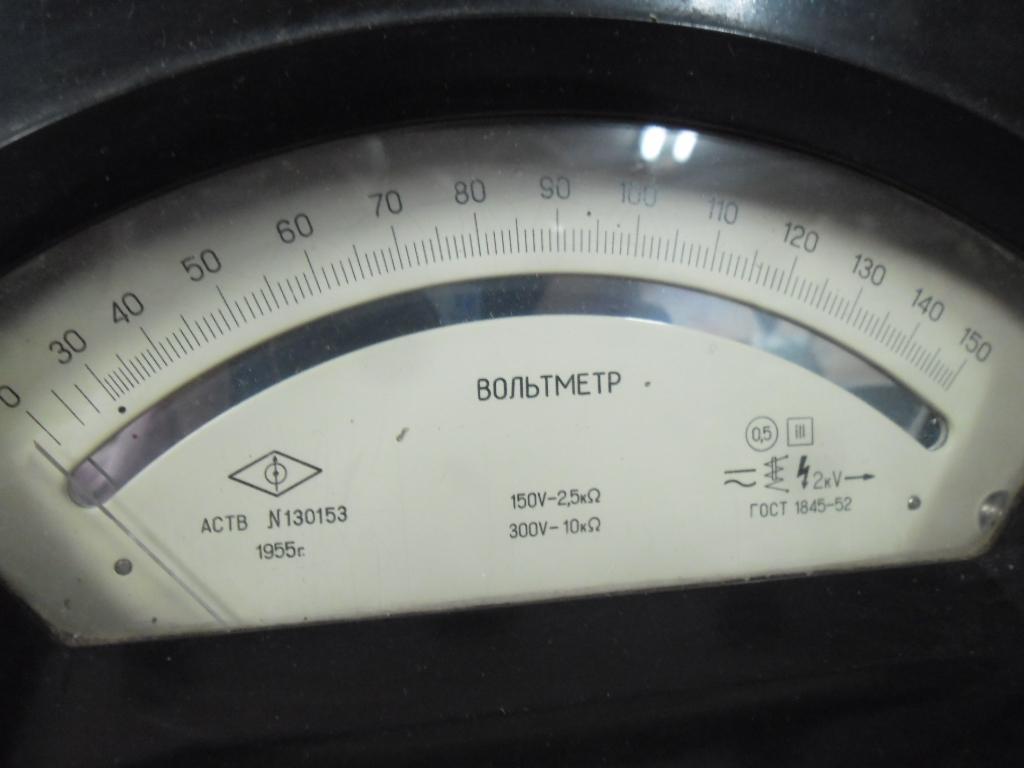 0 30 40 50 60 70 80 90 100 110 120 130 140 150
ВОЛЬТМЕТР
0,5 III
2кV
ГОСТ 1845-52
АСТВ N130153
1955г.
150V-2,5кΩ
300V-10кΩ